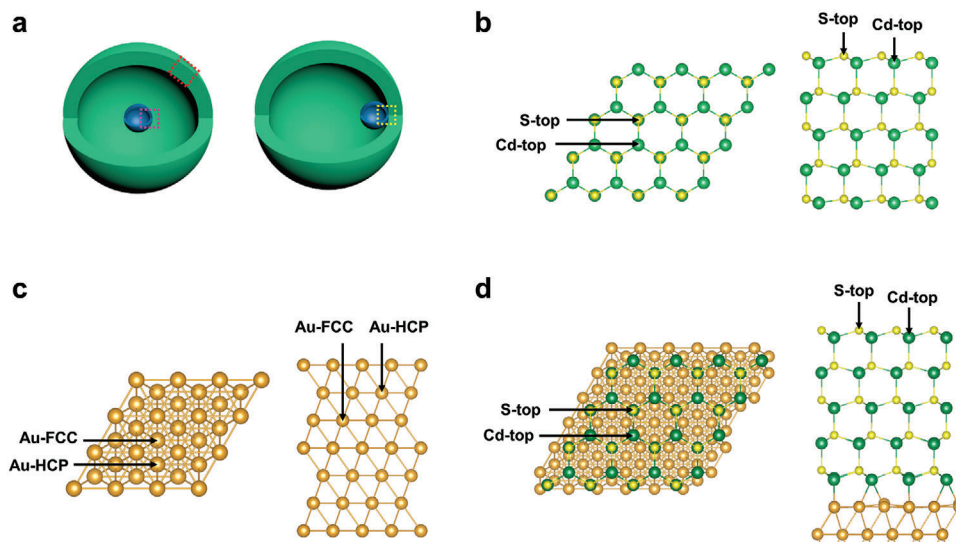 a
b
S-top
Cd-top
S-top
Cd-top
c
Au-FCC
Au-HCP
Au-FCC
Au-HCP
d
S-top
Cd-top
S-top
Cd-top